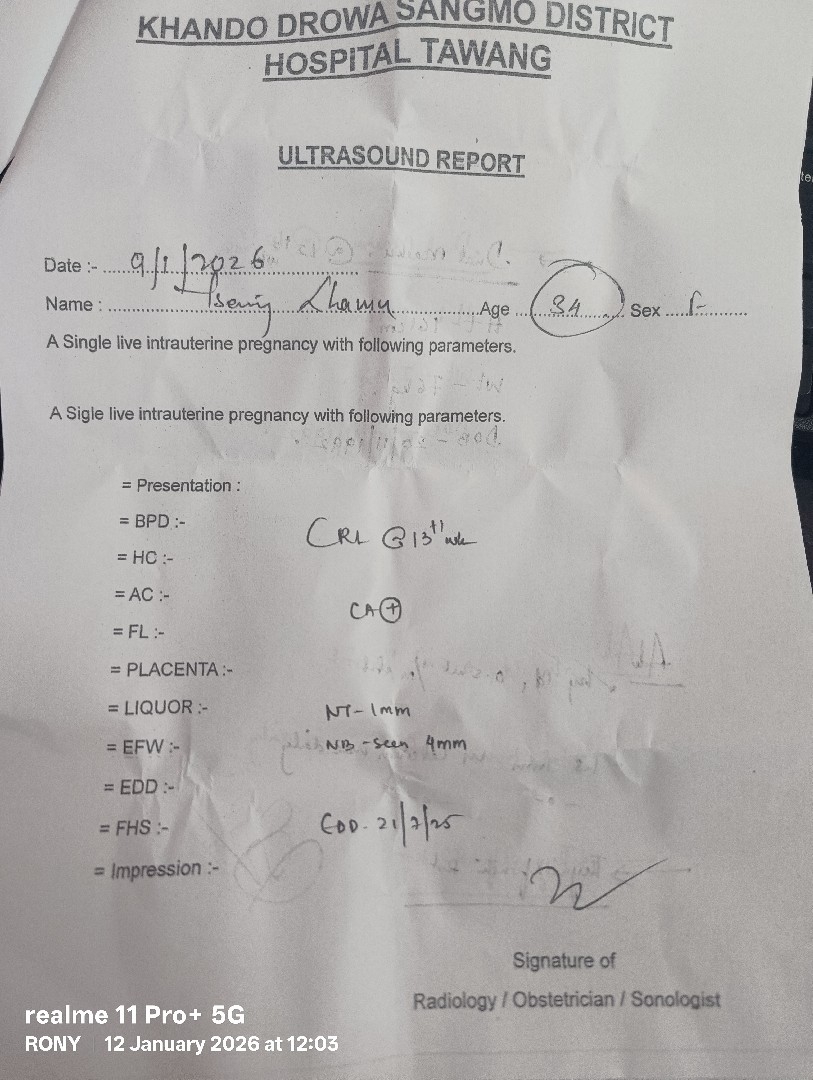 KHANDO DROWA SANGMO DISTRICT
HOSPITAL TAWANG
ULTRASOUND REPORT
Date :- 9/1/2026
Name : Tsering Lhamu Age 34 Sex F
A Single live intrauterine pregnancy with following parameters.
A Sigle live intrauterine pregnancy with following parameters.
= Presentation :
= BPD :-
CRL @ 13th wk
= HC :-
= AC :-
CA ⊕
= FL :-
= PLACENTA:-
= LIQUOR :-
NT - 1mm
= EFW :-
NB - seen 4mm
= EDD :-
= FHS :-
EDD. 21/7/25
= Impression :-
Signature of
Radiology / Obstetrician / Sonologist
realme 11 Pro+ 5G
RONY 12 January 2026 at 12:03